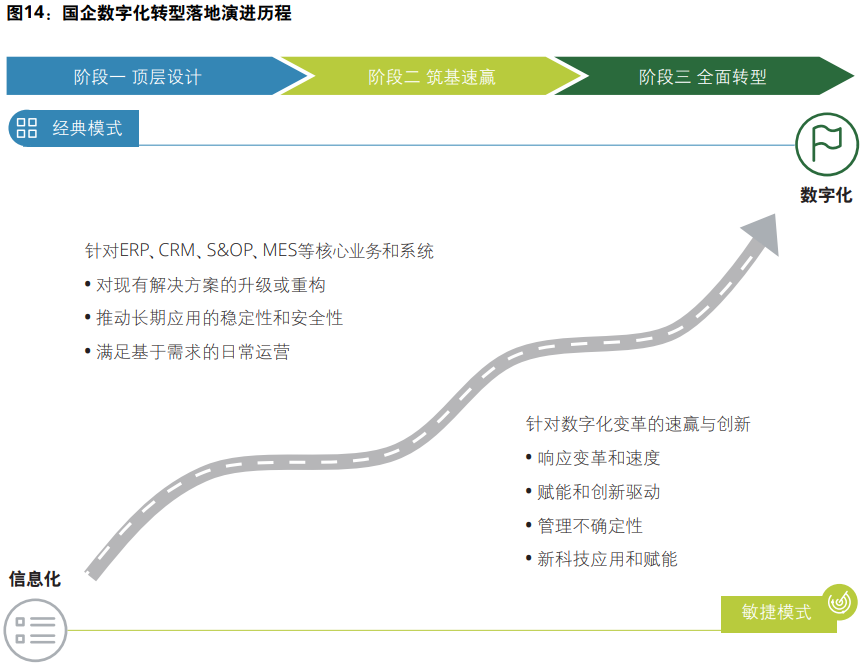 图14：国企数字化转型落地演进历程
阶段一 顶层设计
阶段二 筑基速赢
阶段三 全面转型
经典模式
数字化
针对ERP、CRM、S&OP、MES等核心业务和系统
• 对现有解决方案的升级或重构
• 推动长期应用的稳定性和安全性
• 满足基于需求的日常运营
针对数字化变革的速赢与创新
• 响应变革和速度
• 赋能和创新驱动
• 管理不确定性
• 新科技应用和赋能
信息化
敏捷模式